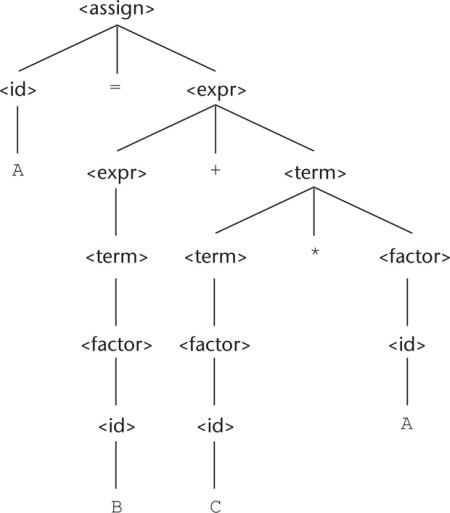 <assign>
<id> = <expr>
A <expr> + <term>
<term> <term> * <factor>
<factor> <factor> <id>
<id> <id> A
B C